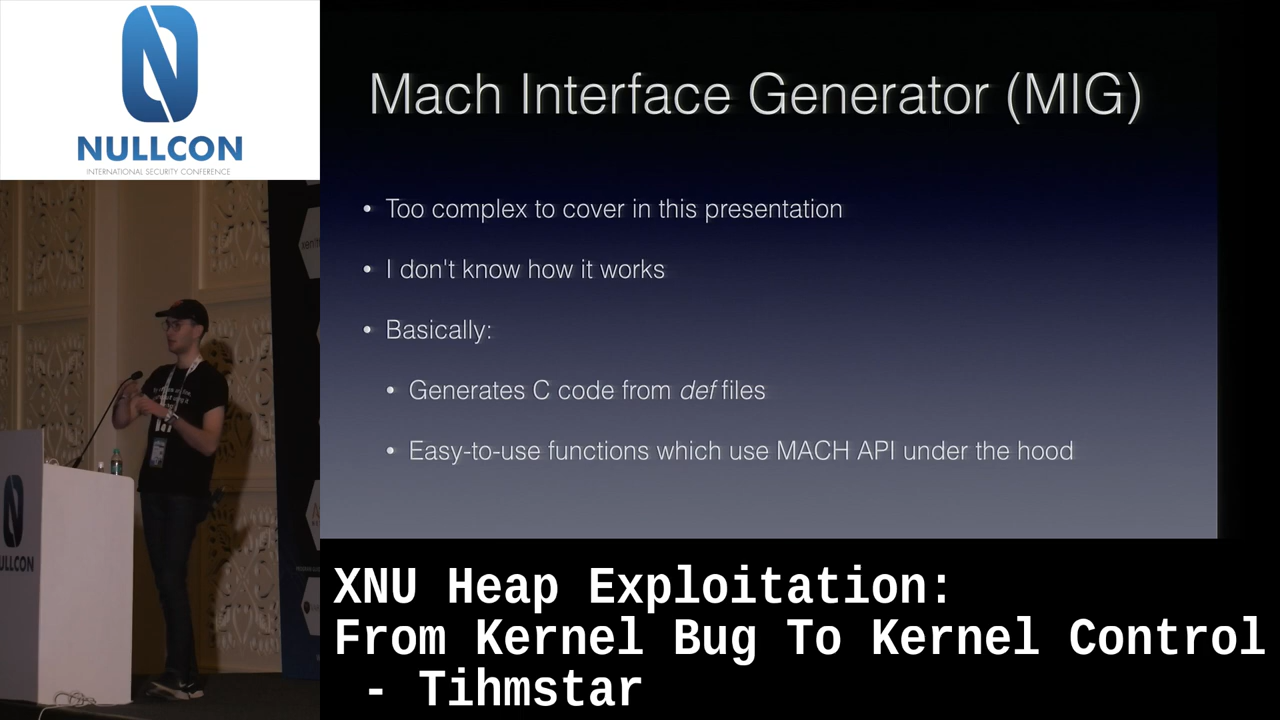 NULLCON
INTERNATIONAL SECURITY CONFERENCE
Mach Interface Generator (MIG)
• Too complex to cover in this presentation
• I don't know how it works
• Basically:
• Generates C code from def files
• Easy-to-use functions which use MACH API under the hood
NULLCON
XNU Heap Exploitation:
From Kernel Bug To Kernel Control
- Tihmstar